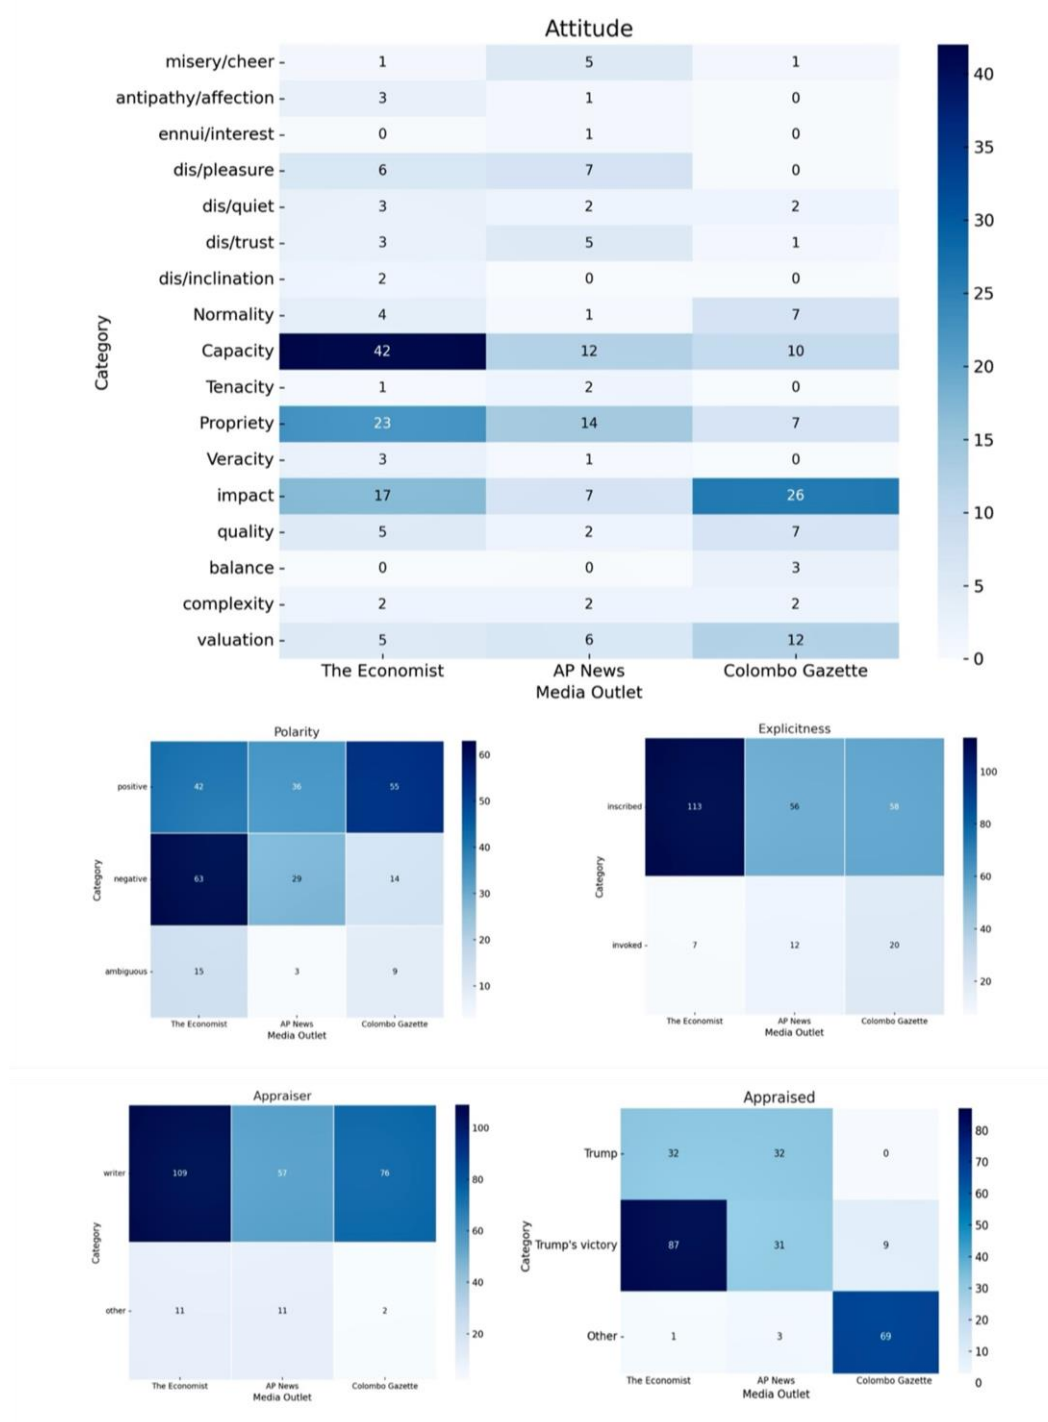 Attitude
misery/cheer 1 5 1
antipathy/affection 3 1 0
ennui/interest 0 1 0
dis/pleasure 6 7 0
dis/quiet 3 2 2
dis/trust 3 5 1
dis/inclination 2 0 0
Normality 4 1 7
Capacity 42 12 10
Tenacity 1 2 0
Propriety 23 14 7
Veracity 3 1 0
impact 17 7 26
quality 5 2 7
balance 0 0 3
complexity 2 2 2
valuation 5 6 12
Category
The Economist AP News Colombo Gazette
Media Outlet
40
35
30
25
20
15
10
5
0
Polarity
positive 42 36 55
negative 63 29 14
ambiguous 15 3 9
Category
The Economist AP News Colombo Gazette
Media Outlet
60
50
40
30
20
10
Explicitness
inscribed 113 56 58
invoked 7 12 20
Category
The Economist AP News Colombo Gazette
Media Outlet
100
80
60
40
20
Appraiser
writer 109 57 76
other 11 11 2
Category
The Economist AP News Colombo Gazette
Media Outlet
100
80
60
40
20
Appraised
Trump 32 32 0
Trump's victory 87 31 9
Other 1 3 69
Category
The Economist AP News Colombo Gazette
Media Outlet
80
70
60
50
40
30
20
10
0